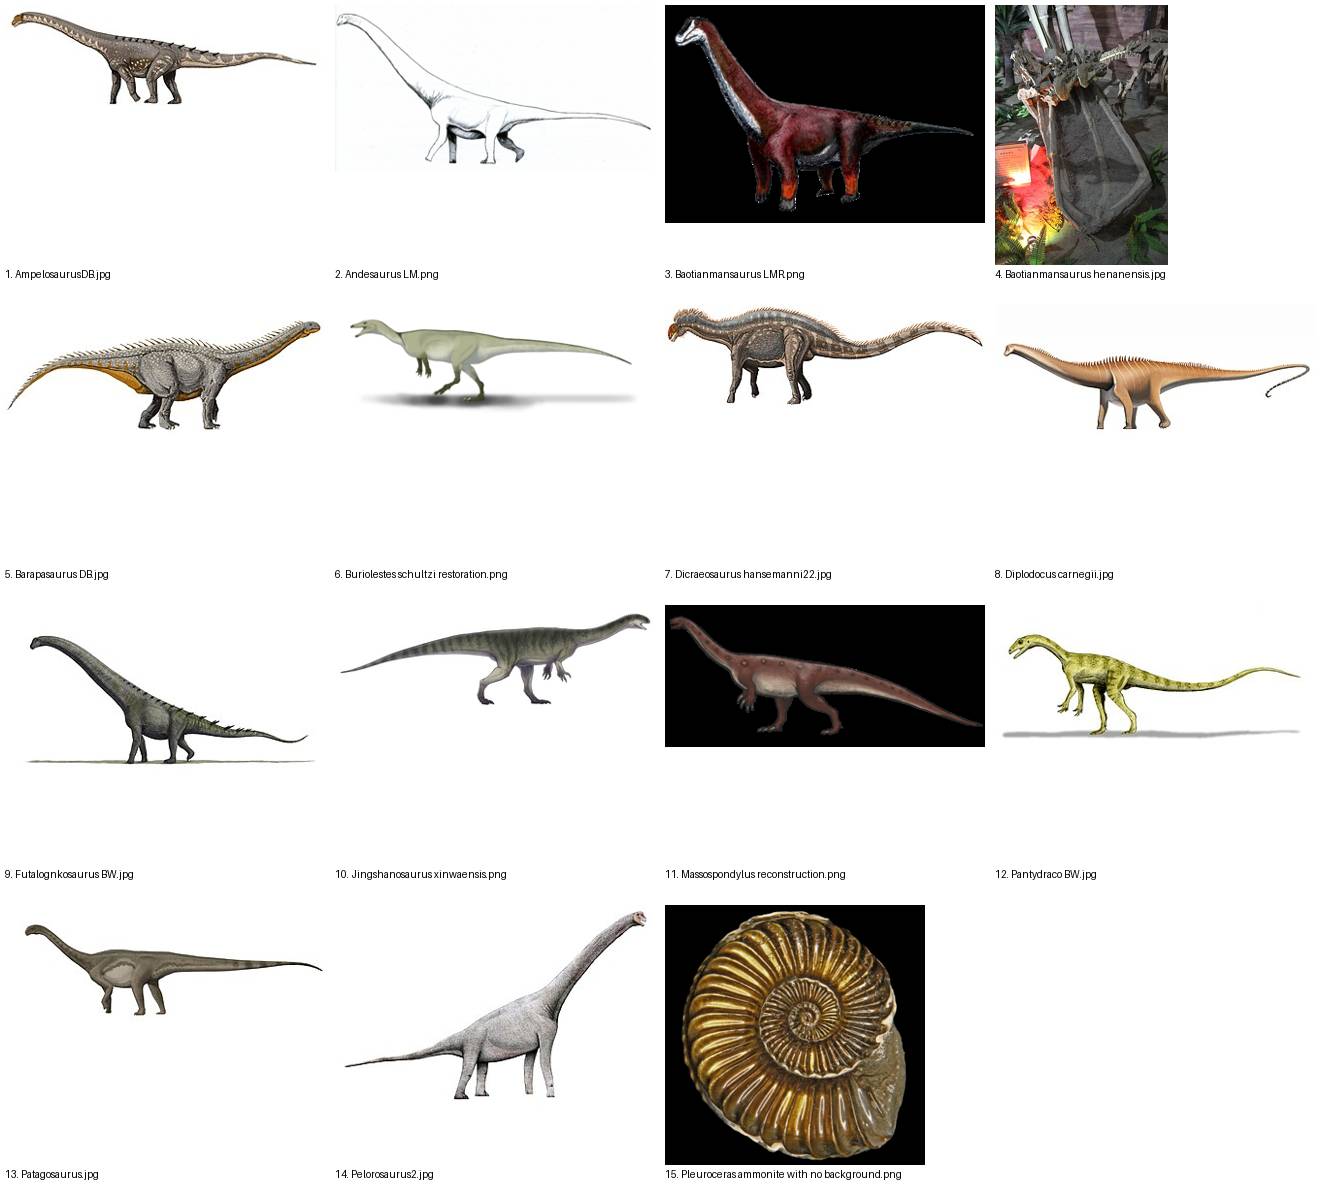 1. AmpelosaurusDB.jpg
2. Andesaurus LM.png
3. Baotianmansaurus LMR.png
4. Baotianmansaurus henanensis.jpg
5. Barapasaurus DB.jpg
6. Buriolestes schultzi restoration.png
7. Dicraeosaurus hansemanni22.jpg
8. Diplodocus carnegii.jpg
9. Futalognkosaurus BW.jpg
10. Jingshanosaurus xinwaensis.png
11. Massospondylus reconstruction.png
12. Pantydraco BW.jpg
13. Patagosaurus.jpg
14. Pelorosaurus2.jpg
15. Pleuroceras ammonite with no background.png